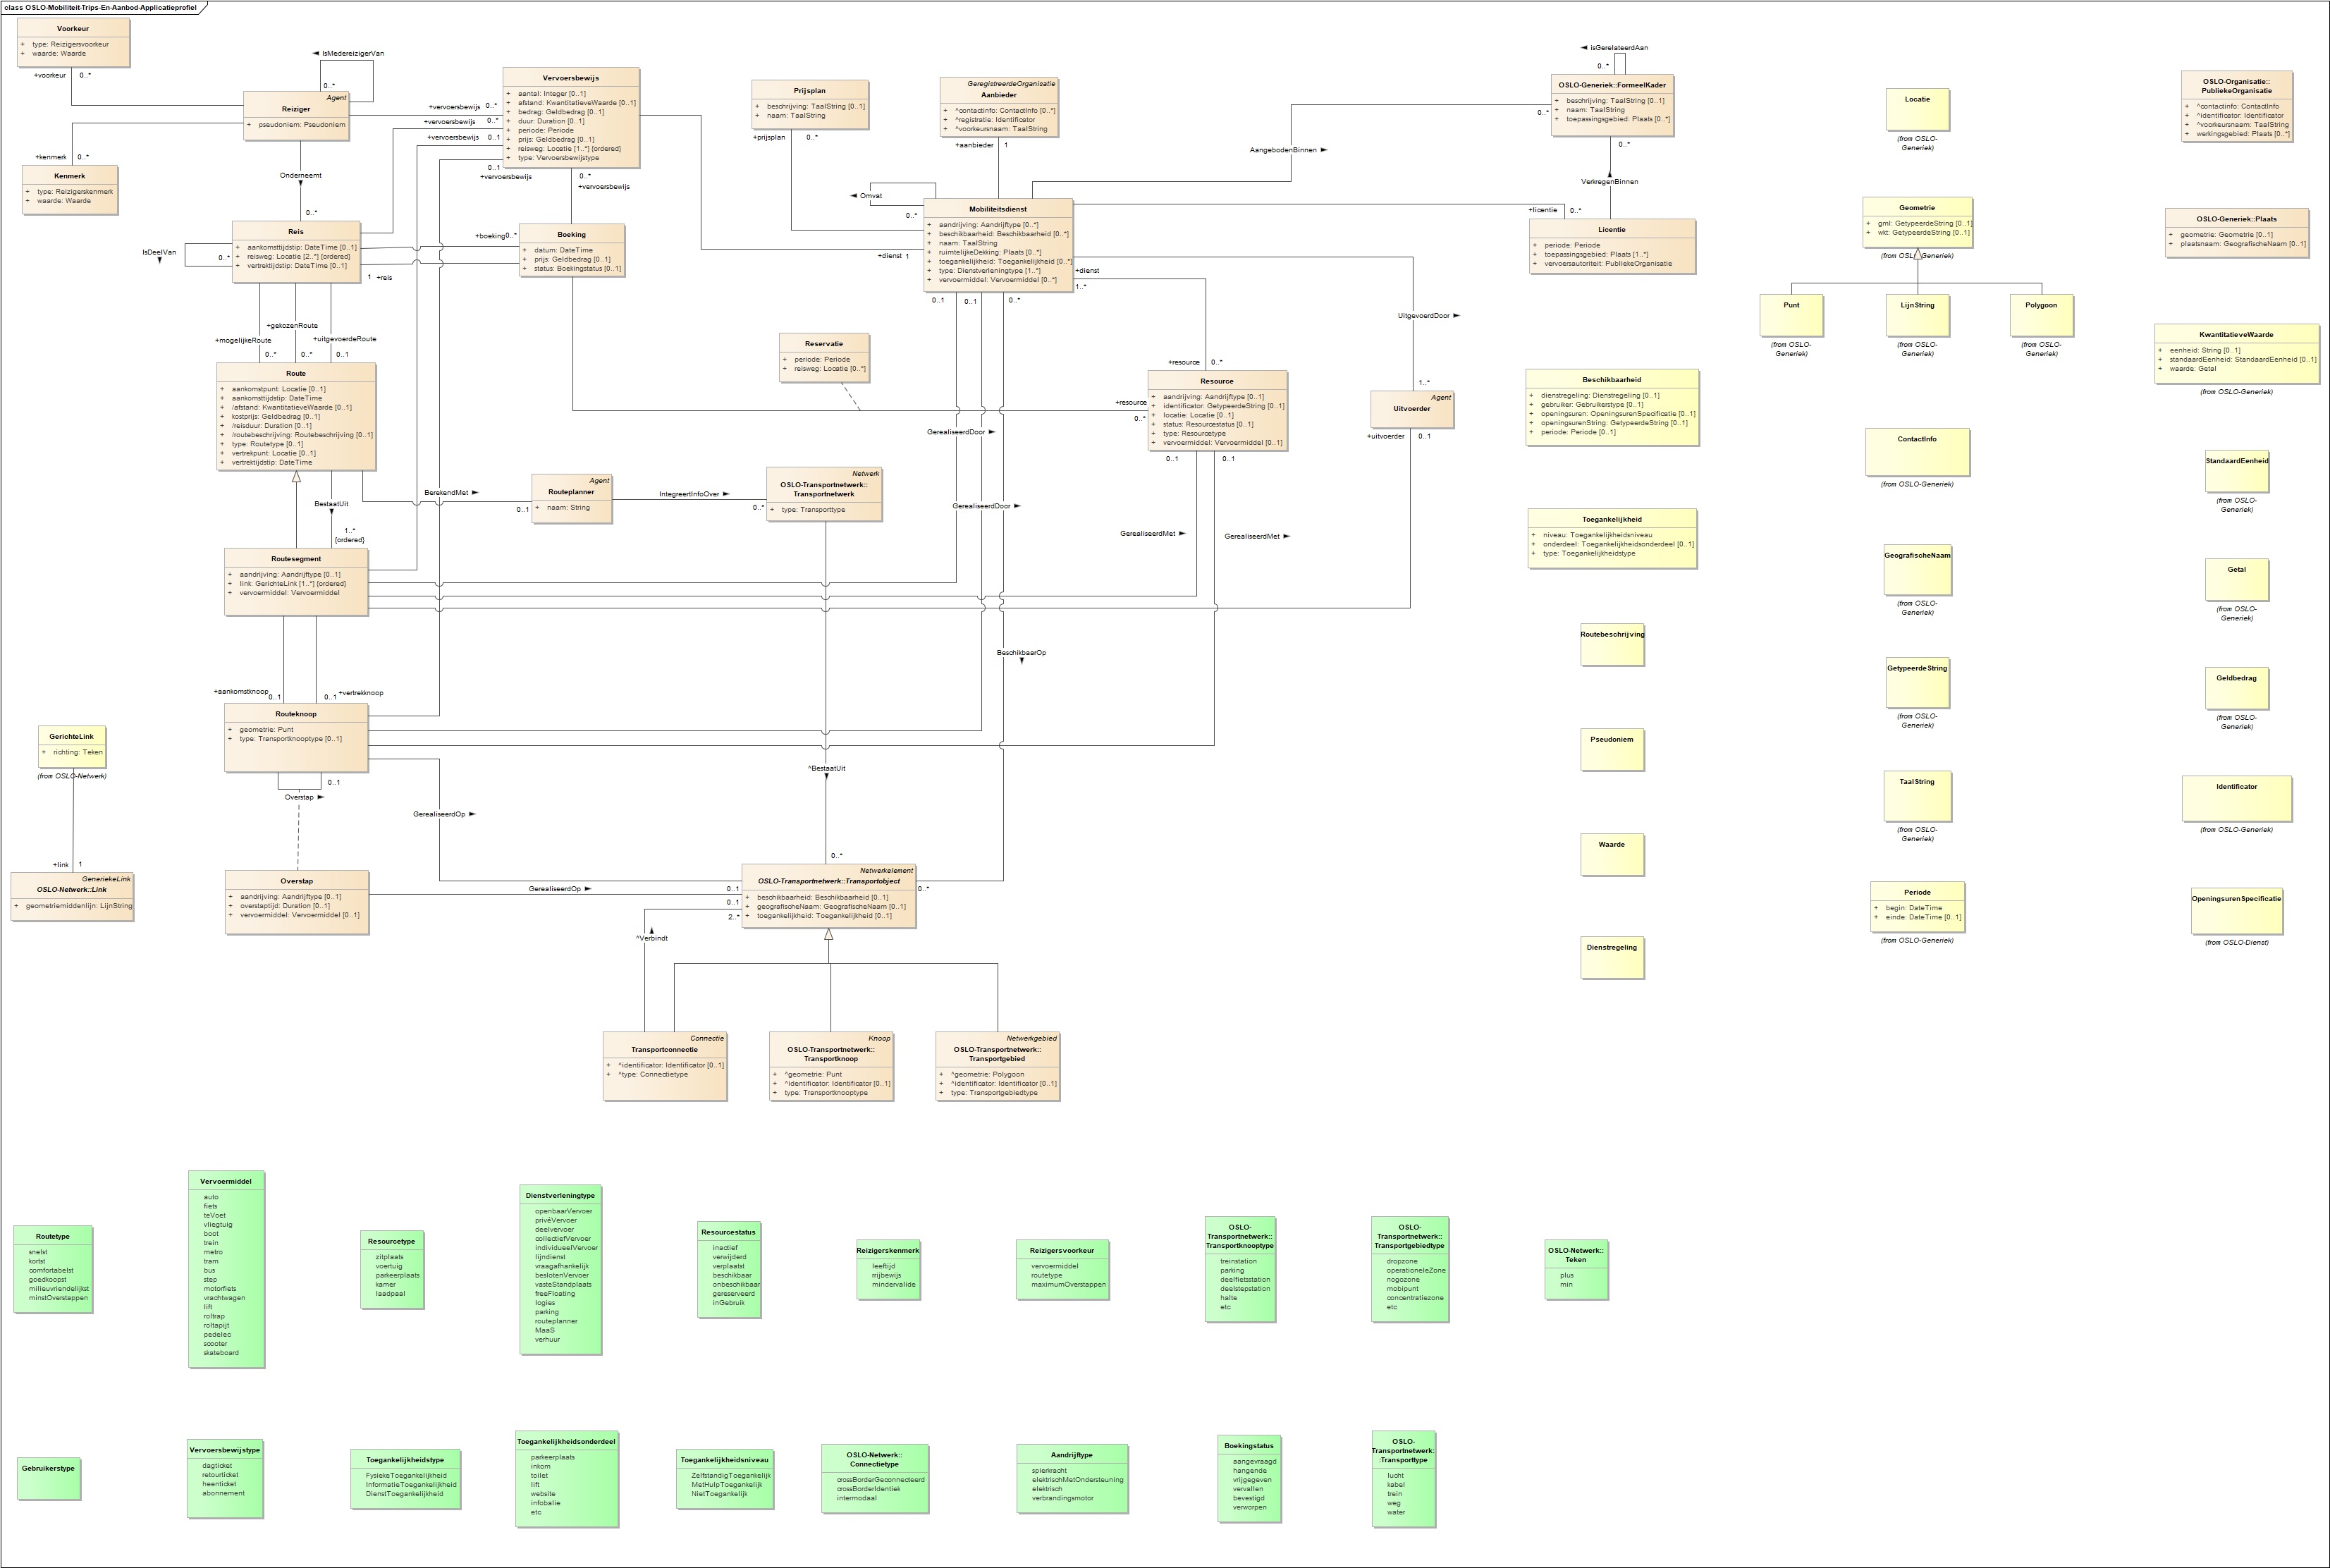 class OSLO-Mobiliteit-Trips-En-Aanbod-Applicatieprofiel
Voorkeur
+ type: Reizigersvoorkeur
+ waarde: Waarde
+voorkeur 0..*
IsMedereizigerVan
0..*
Agent
Reiziger
+ pseudoniem: Pseudoniem
+kenmerk 0..*
Kenmerk
+ type: Reizigerskenmerk
+ waarde: Waarde
Onderneemt
0..*
Vervoersbewijs
+ aantal: Integer [0..1]
+ afstand: KwantitatieveWaarde [0..1]
+ bedrag: Geldbedrag [0..1]
+ duur: Duration [0..1]
+ periode: Periode
+ prijs: Geldbedrag [0..1]
+ reisweg: Locatie [1..*] {ordered}
+ type: Vervoersbewijstype
+vervoersbewijs 0..*
+vervoersbewijs 0..*
+vervoersbewijs 0..1
0..1
+vervoersbewijs
0..*
+vervoersbewijs
Prijsplan
+ beschrijving: TaalString [0..1]
+ naam: TaalString
+prijsplan 0..*
GeregistreerdeOrganisatie
Aanbieder
+ ^contactinfo: ContactInfo [0..*]
+ ^registratie: Identificator
+ ^voorkeursnaam: TaalString
+aanbieder 1
isGerelateerdAan
0..*
OSLO-Generiek::FormeelKader
+ beschrijving: TaalString [0..1]
+ naam: TaalString
+ toepassingsgebied: Plaats [0..*]
0..*
0..*
AangebodenBinnen
VerkregenBinnen
Locatie
(from OSLO-
Generiek)
OSLO-Organisatie::
PubliekeOrganisatie
+ ^contactinfo: ContactInfo
+ ^identificator: Identificator
+ ^voorkeursnaam: TaalString
+ werkingsgebied: Plaats [0..*]
Reis
+ aankomsttijdstip: DateTime [0..1]
+ reisweg: Locatie [2..*] {ordered}
+ vertrektijdstip: DateTime [0..1]
IsDeelVan
0..*
1 +reis
+boeking 0..*
Boeking
+ datum: DateTime
+ prijs: Geldbedrag [0..1]
+ status: Boekingstatus [0..1]
Omvat
0..*
Mobiliteitsdienst
+ aandrijving: Aandrijftype [0..*]
+ beschikbaarheid: Beschikbaarheid [0..*]
+ naam: TaalString
+ ruimtelijkeDekking: Plaats [0..*]
+ toegankelijkheid: Toegankelijkheid [0..*]
+ type: Dienstverleningtype [1..*]
+ vervoermiddel: Vervoermiddel [0..*]
+dienst 1
+dienst
1..*
0..1
0..1
0..*
+licentie 0..*
Licentie
+ periode: Periode
+ toepassingsgebied: Plaats [1..*]
+ vervoersautoriteit: PubliekeOrganisatie
Geometrie
+ gml: GetypeerdeString [0..1]
+ wkt: GetypeerdeString [0..1]
(from OSLO-Generiek)
OSLO-Generiek::Plaats
+ geometrie: Geometrie [0..1]
+ plaatsnaam: GeografischeNaam [0..1]
Punt
(from OSLO-
Generiek)
LijnString
(from OSLO-
Generiek)
Polygoon
(from OSLO-
Generiek)
UitgevoerdDoor
+gekozenRoute
+mogelijkeRoute
+uitgevoerdeRoute
0..*
0..*
0..1
Reservatie
+ periode: Periode
+ reisweg: Locatie [0..*]
KwantitatieveWaarde
+ eenheid: String [0..1]
+ standaardEenheid: StandaardEenheid [0..1]
+ waarde: Getal
(from OSLO-Generiek)
Route
+ aankomstpunt: Locatie [0..1]
+ aankomsttijdstip: DateTime
+ /afstand: KwantitatieveWaarde [0..1]
+ kostprijs: Geldbedrag [0..1]
+ /reisduur: Duration [0..1]
+ /routebeschrijving: Routebeschrijving [0..1]
+ type: Routetype [0..1]
+ vertrekpunt: Locatie [0..1]
+ vertrektijdstip: DateTime
+resource 0..*
Resource
+ aandrijving: Aandrijftype [0..1]
+ identificator: GetypeerdeString [0..1]
+ locatie: Locatie [0..1]
+ status: Resourcestatus [0..1]
+ type: Resourcetype
+ vervoermiddel: Vervoermiddel [0..1]
+resource
0..*
0..1
0..1
1..*
Agent
Uitvoerder
+uitvoerder 0..1
Beschikbaarheid
+ dienstregeling: Dienstregeling [0..1]
+ gebruiker: Gebruikerstype [0..1]
+ openingsuren: OpeningsurenSpecificatie [0..1]
+ openingsurenString: GetypeerdeString [0..1]
+ periode: Periode [0..1]
ContactInfo
(from OSLO-Generiek)
StandaardEenheid
(from OSLO-
Generiek)
GerealiseerdDoor
BestaatUit
1..*
{ordered}
BerekendMet
0..1
Agent
Routeplanner
+ naam: String
IntegreertInfoOver
0..*
Netwerk
OSLO-Transportnetwerk::
Transportnetwerk
+ type: Transporttype
GerealiseerdDoor
GerealiseerdMet
GerealiseerdMet
Toegankelijkheid
+ niveau: Toegankelijkheidsniveau
+ onderdeel: Toegankelijkheidsonderdeel [0..1]
+ type: Toegankelijkheidstype
Routesegment
+ aandrijving: Aandrijftype [0..1]
+ link: GerichteLink [1..*] {ordered}
+ vervoermiddel: Vervoermiddel
GeografischeNaam
(from OSLO-
Generiek)
Getal
(from OSLO-
Generiek)
Routebeschrijving
BeschikbaarOp
GetypeerdeString
(from OSLO-
Generiek)
Geldbedrag
(from OSLO-
Generiek)
+aankomstknoop 0..1
0..1 +vertrekknoop
Routeknoop
+ geometrie: Punt
+ type: Transportknooptype [0..1]
0..1
Overstap
GerichteLink
+ richting: Teken
(from OSLO-Netwerk)
Pseudoniem
^BestaatUit
TaalString
(from OSLO-
Generiek)
Identificator
(from OSLO-Generiek)
GerealiseerdOp
Waarde
+link 1
GeneriekeLink
OSLO-Netwerk::Link
+ geometriemiddenlijn: LijnString
Overstap
+ aandrijving: Aandrijftype [0..1]
+ overstaptijd: Duration [0..1]
+ vervoermiddel: Vervoermiddel [0..1]
GerealiseerdOp
0..*
0..1
0..1
2..*
0..*
Netwerkelement
OSLO-Transportnetwerk::Transportobject
+ beschikbaarheid: Beschikbaarheid [0..1]
+ geografischeNaam: GeografischeNaam [0..1]
+ toegankelijkheid: Toegankelijkheid [0..1]
^Verbindt
Periode
+ begin: DateTime
+ einde: DateTime [0..1]
(from OSLO-Generiek)
OpeningsurenSpecificatie
(from OSLO-Dienst)
Dienstregeling
Connectie
Transportconnectie
+ ^identificator: Identificator [0..1]
+ ^type: Connectietype
Knoop
OSLO-Transportnetwerk::
Transportknoop
+ ^geometrie: Punt
+ ^identificator: Identificator [0..1]
+ type: Transportknooptype
Netwerkgebied
OSLO-Transportnetwerk::
Transportgebied
+ ^geometrie: Polygoon
+ ^identificator: Identificator [0..1]
+ type: Transportgebiedtype
Routetype
snelst
kortst
comfortabelst
goedkoopst
milieuvriendelijkst
minstOverstappen
Vervoermiddel
auto
fiets
teVoet
vliegtuig
boot
trein
metro
tram
bus
step
motorfiets
vrachtwagen
lift
roltrap
roltapijt
pedelec
scooter
skateboard
Resourcetype
zitplaats
voertuig
parkeerplaats
kamer
laadpaal
Dienstverleningtype
openbaarVervoer
privéVervoer
deelvervoer
collectiefVervoer
individueelVervoer
lijndienst
vraagafhankelijk
beslotenVervoer
vasteStandplaats
freeFloating
logies
parking
routeplanner
MaaS
verhuur
Resourcestatus
inactief
verwijderd
verplaatst
beschikbaar
onbeschikbaar
gereserveerd
inGebruik
Reizigerskenmerk
leeftijd
rijbewijs
mindervalide
Reizigersvoorkeur
vervoermiddel
routetype
maximumOverstappen
OSLO-
Transportnetwerk::
Transportknooptype
treinstation
parking
deelfietsstation
deelstepstation
halte
etc
OSLO-
Transportnetwerk::
Transportgebiedtype
dropzone
operationeleZone
nogozone
mobipunt
concentratiezone
etc
OSLO-Netwerk::
Teken
plus
min
Gebruikerstype
Vervoersbewijstype
dagticket
retourticket
heenticket
abonnement
Toegankelijkheidstype
FysiekeToegankelijkheid
InformatieToegankelijkheid
DienstToegankelijkheid
Toegankelijkheidsonderdeel
parkeerplaats
inkom
toilet
lift
website
infobalie
etc
Toegankelijkheidsniveau
ZelfstandigToegankelijk
MetHulpToegankelijk
NietToegankelijk
OSLO-Netwerk::
Connectietype
crossBorderGeconnecteerd
crossBorderIdentiek
intermodaal
Aandrijftype
spierkracht
elektrischMetOndersteuning
elektrisch
verbrandingsmotor
Boekingstatus
aangevraagd
hangende
vrijgegeven
vervallen
bevestigd
verworpen
OSLO-
Transportnetwerk:
:Transporttype
lucht
kabel
trein
weg
water